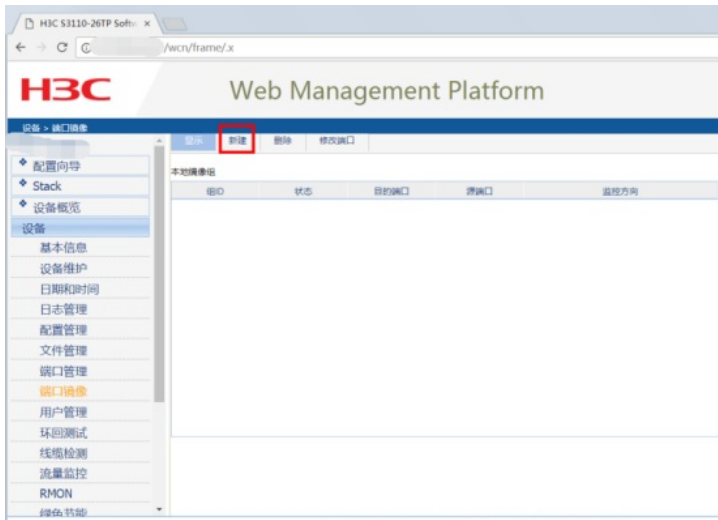 H3C S3110-26TP Softw
/wcn/frame/.x
H3C
Web Management Platform
设备 > 端口镜像
显示 新建 删除 修改端口
配置向导
Stack
设备概览
设备
基本信息
设备维护
日期和时间
日志管理
配置管理
文件管理
端口管理
端口镜像
用户管理
环回测试
线缆检测
流量监控
RMON
绿色节能
本地镜像组
组ID 状态 目的端口 源端口 监控方向